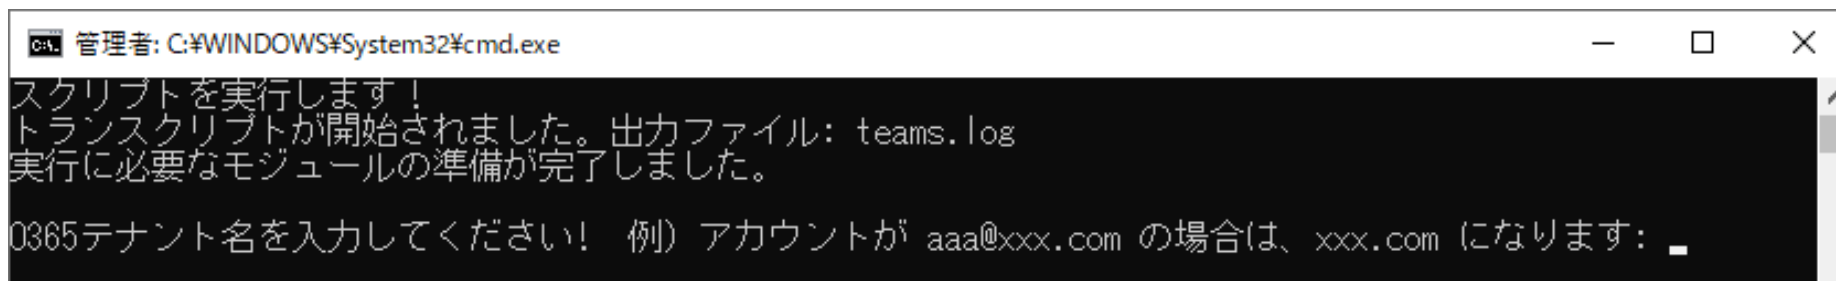 管理者: C:¥WINDOWS¥System32¥cmd.exe
スクリプトを実行します！
トランスクリプトが開始されました。出力ファイル: teams.log
実行に必要なモジュールの準備が完了しました。
O365テナント名を入力してください!　例）アカウントが aaa@xxx.com の場合は、xxx.com になります: